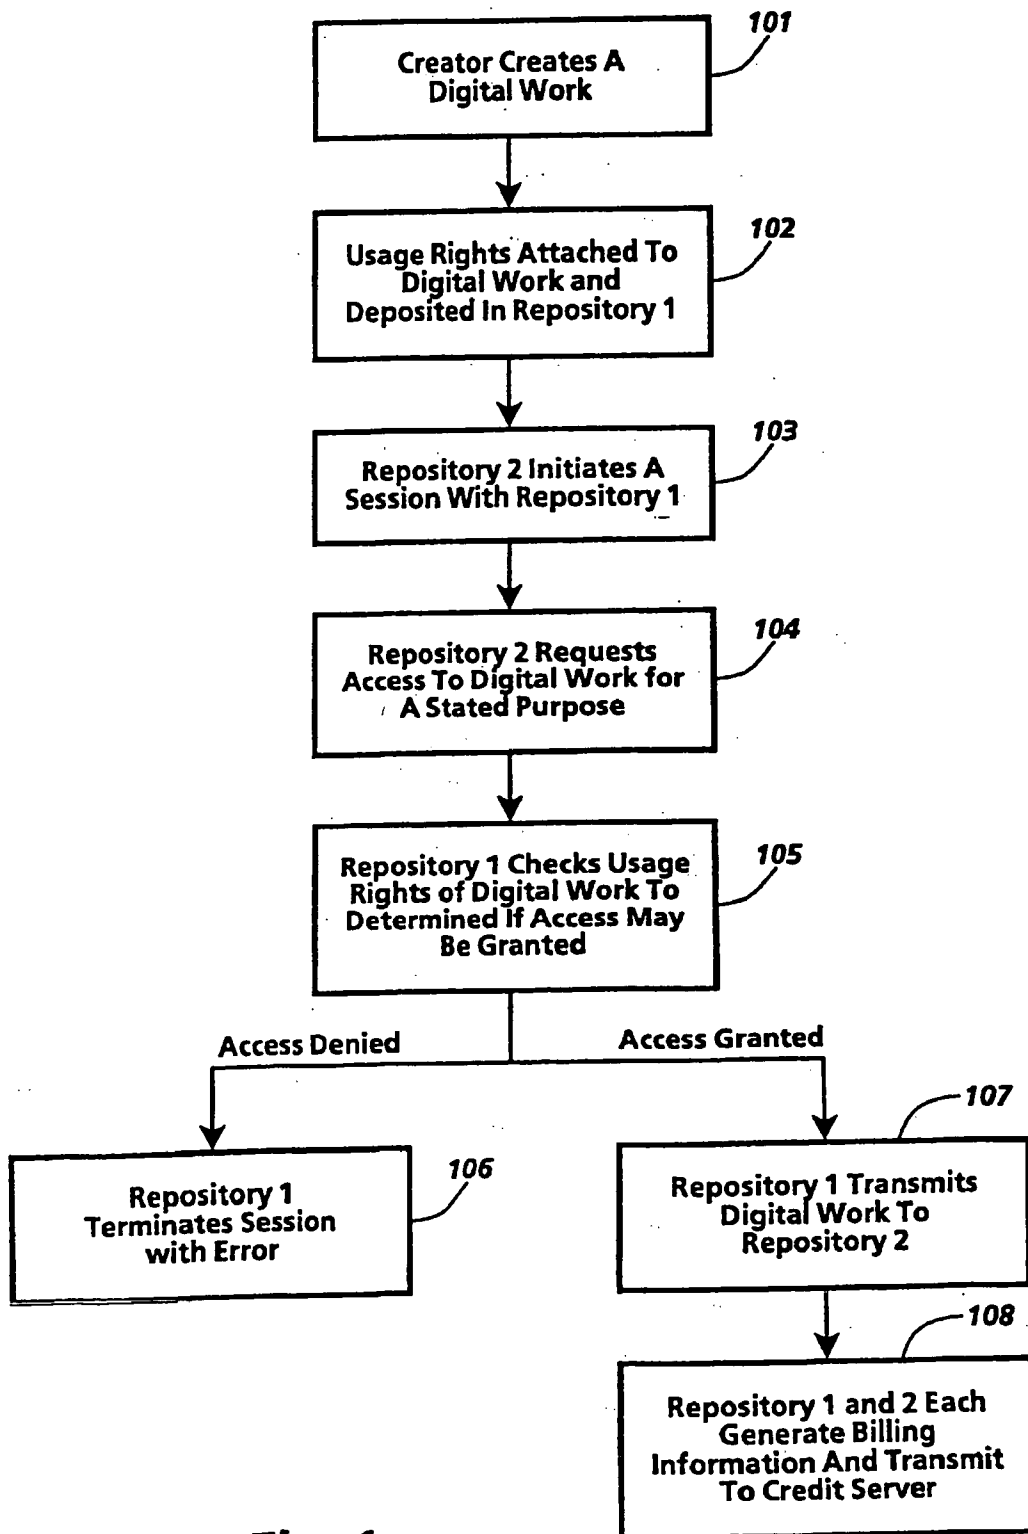 101
Creator Creates A
Digital Work
102
Usage Rights Attached To
Digital Work and
Deposited In Repository 1
103
Repository 2 Initiates A
Session With Repository 1
104
Repository 2 Requests
Access To Digital Work for
A Stated Purpose
105
Repository 1 Checks Usage
Rights of Digital Work To
Determined If Access May
Be Granted
Access Denied
Access Granted
106
Repository 1
Terminates Session
with Error
107
Repository 1 Transmits
Digital Work To
Repository 2
108
Repository 1 and 2 Each
Generate Billing
Information And Transmit
To Credit Server